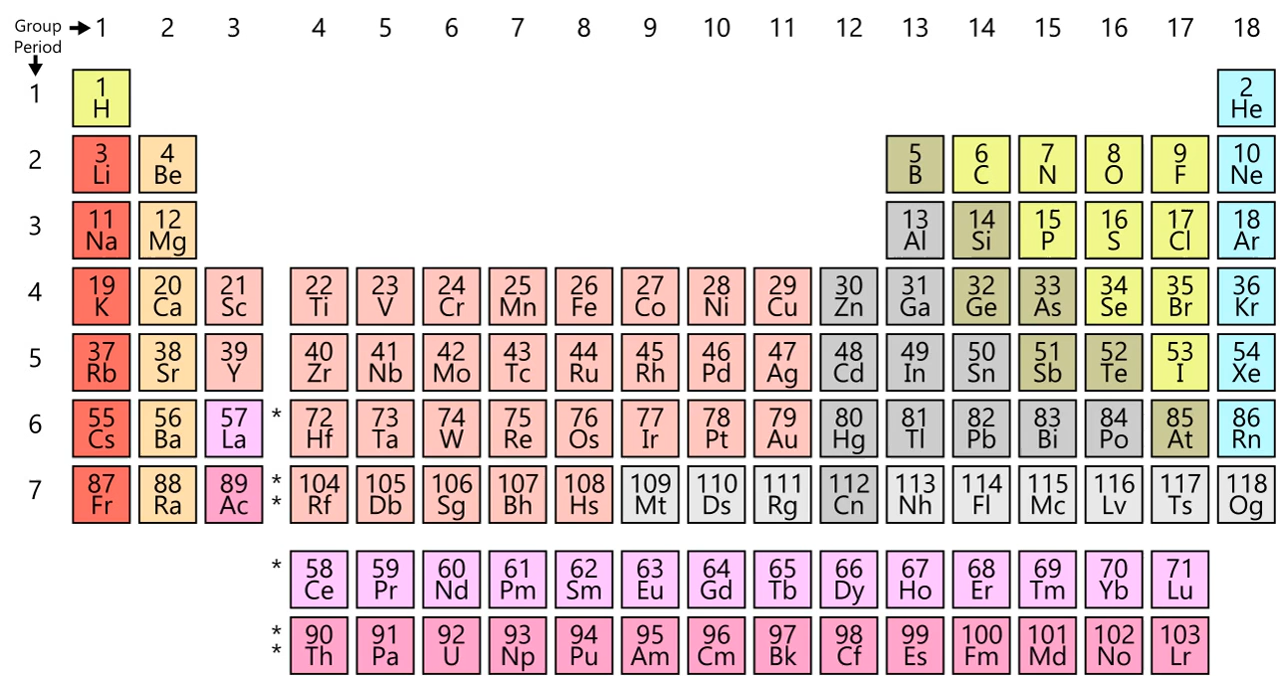 Group → 1 2 3 4 5 6 7 8 9 10 11 12 13 14 15 16 17 18
Period
↓
1 1 2
H He
2 3 4 5 6 7 8 9 10
Li Be B C N O F Ne
3 11 12 13 14 15 16 17 18
Na Mg Al Si P S Cl Ar
4 19 20 21 22 23 24 25 26 27 28 29 30 31 32 33 34 35 36
K Ca Sc Ti V Cr Mn Fe Co Ni Cu Zn Ga Ge As Se Br Kr
5 37 38 39 40 41 42 43 44 45 46 47 48 49 50 51 52 53 54
Rb Sr Y Zr Nb Mo Tc Ru Rh Pd Ag Cd In Sn Sb Te I Xe
6 55 56 57 * 72 73 74 75 76 77 78 79 80 81 82 83 84 85 86
Cs Ba La Hf Ta W Re Os Ir Pt Au Hg Tl Pb Bi Po At Rn
7 87 88 89 * 104 105 106 107 108 109 110 111 112 113 114 115 116 117 118
Fr Ra Ac * Rf Db Sg Bh Hs Mt Ds Rg Cn Nh Fl Mc Lv Ts Og
* 58 59 60 61 62 63 64 65 66 67 68 69 70 71
Ce Pr Nd Pm Sm Eu Gd Tb Dy Ho Er Tm Yb Lu
* 90 91 92 93 94 95 96 97 98 99 100 101 102 103
* Th Pa U Np Pu Am Cm Bk Cf Es Fm Md No Lr